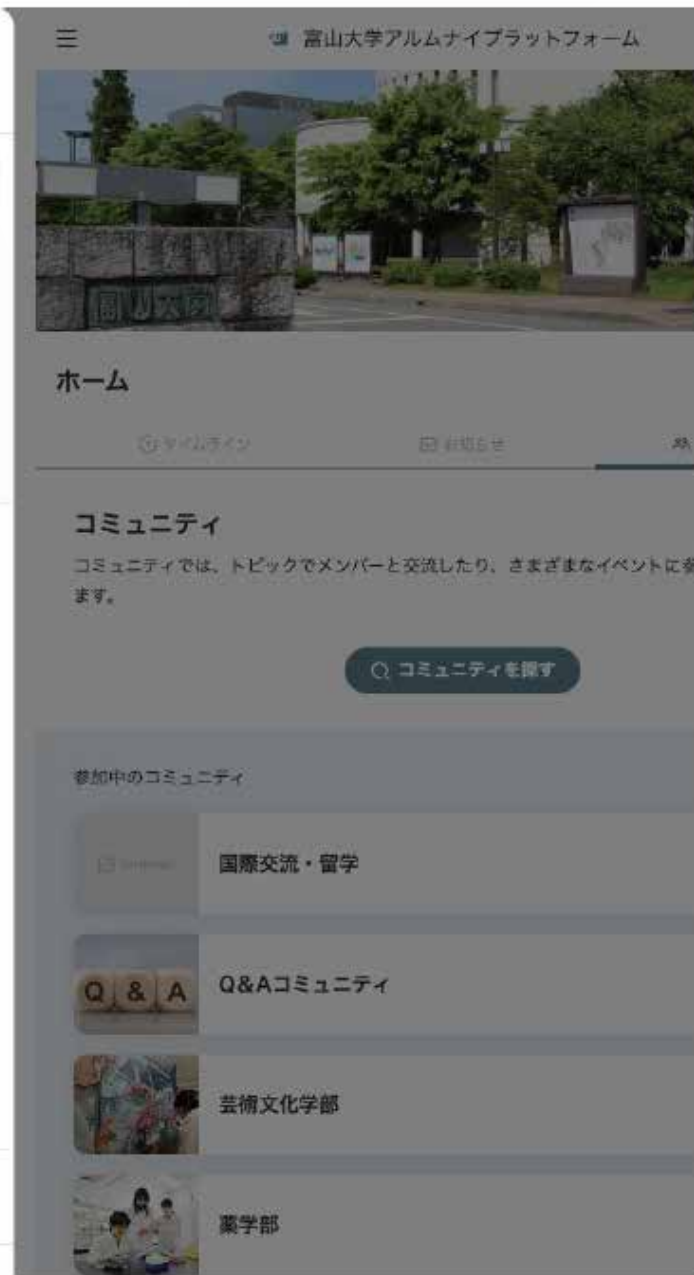 富山大学アルムナイプラットフォーム
富山大学
ホーム
タイムライン
お知らせ
コミュニティ
コミュニティでは、トピックでメンバーと交流したり、さまざまなイベントに
ます。
コミュニティを探す
参加中のコミュニティ
国際交流・留学
Q & A
Q&Aコミュニティ
芸術文化学部
薬学部